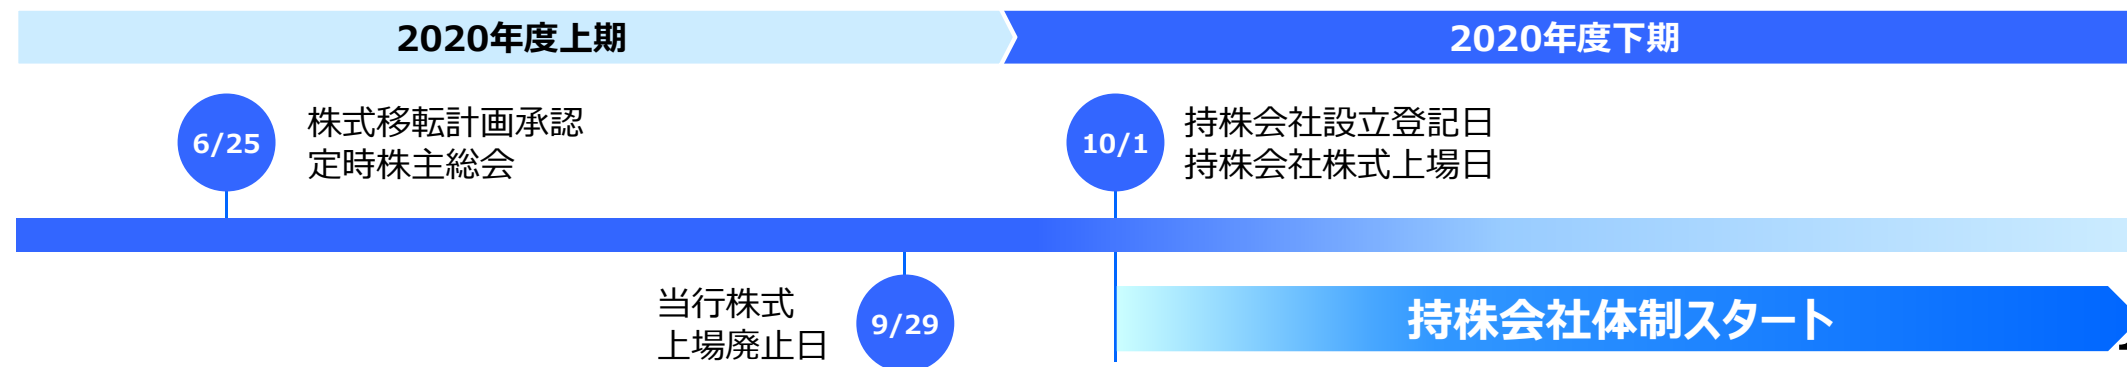 2020年度上期
2020年度下期
6/25
株式移転計画承認
定時株主総会
10/1
持株会社設立登記日
持株会社株式上場日
当行株式
上場廃止日
9/29
持株会社体制スタート